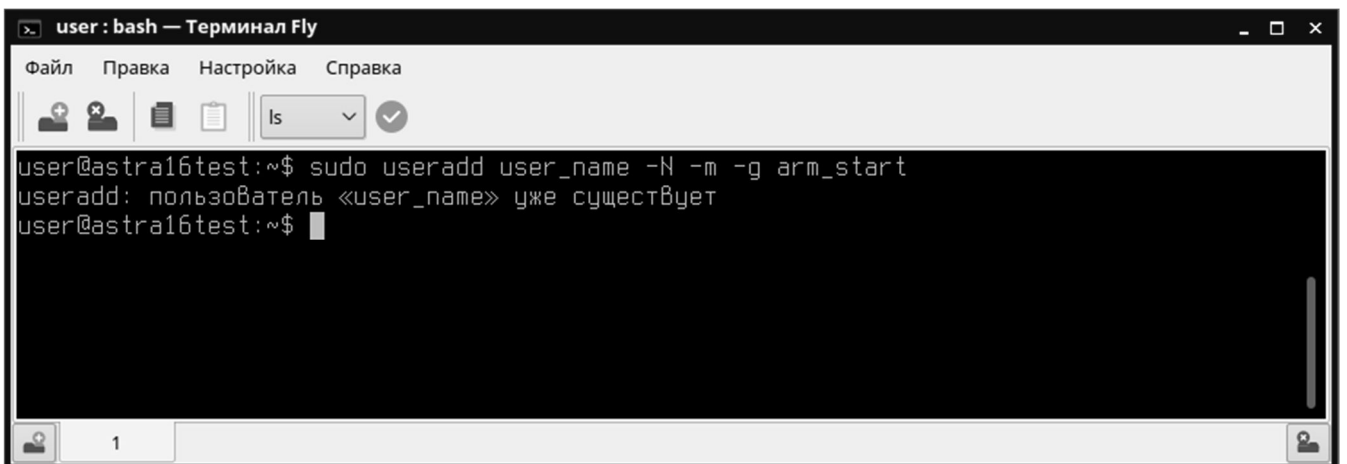 user : bash — Терминал Fly
Файл Правка Настройка Справка
ls
user@astra16test:~$ sudo useradd user_name -N -m -g arm_start
useradd: пользователь «user_name» уже существует
user@astra16test:~$
1